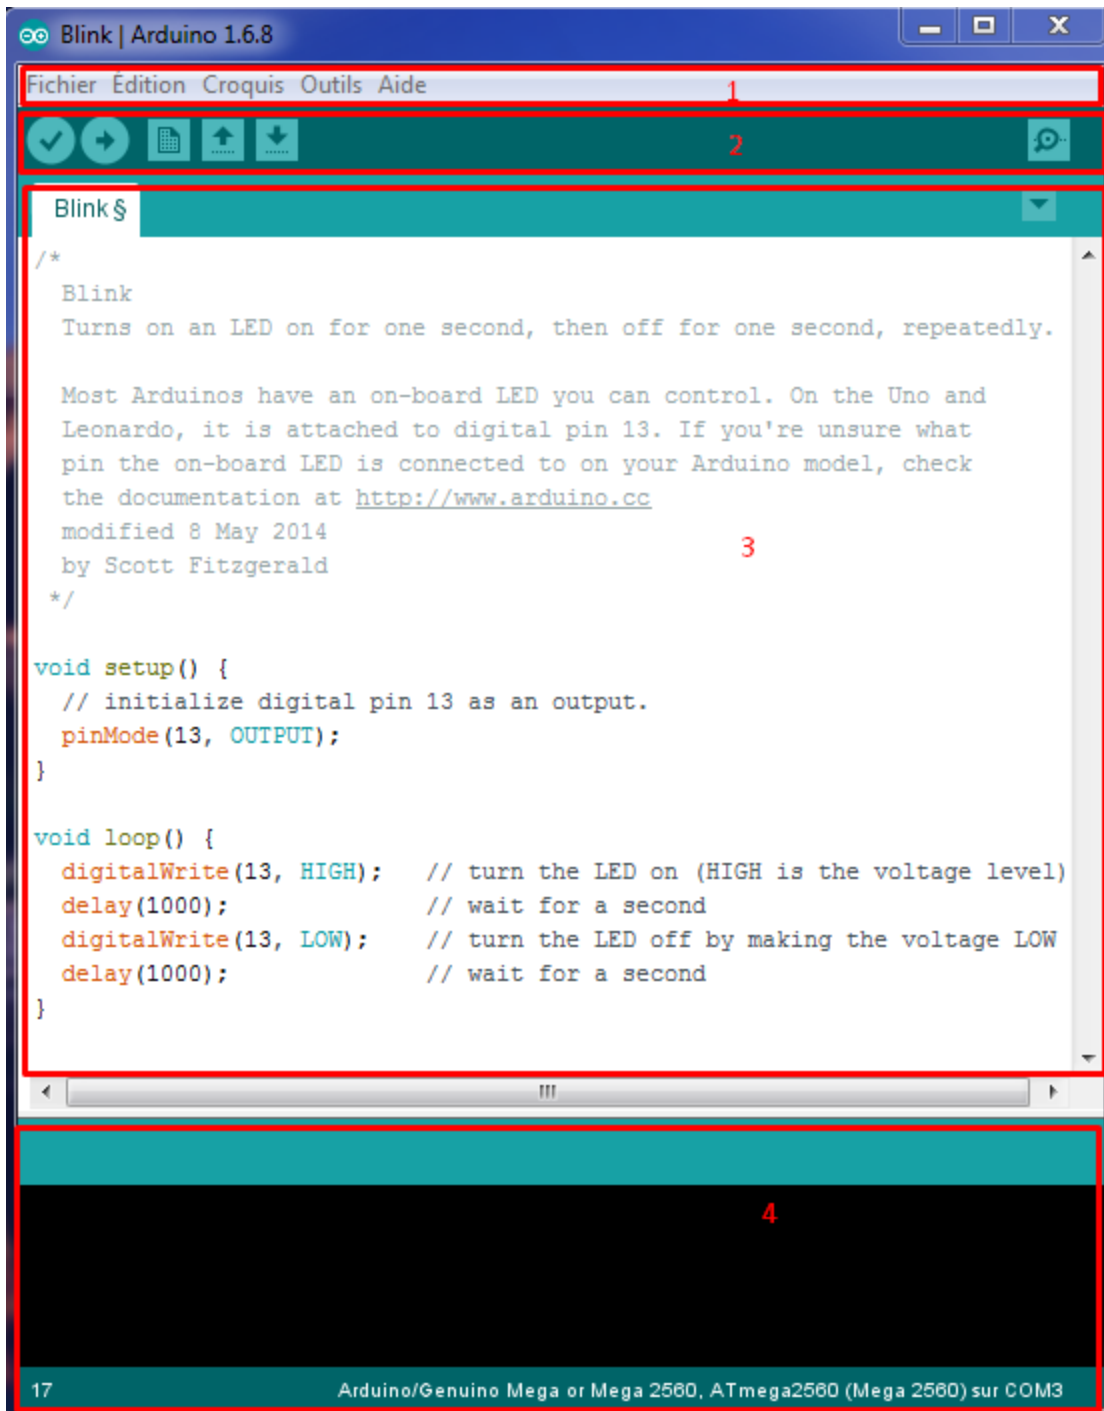 Blink | Arduino 1.6.8
Fichier Édition Croquis Outils Aide
1
2
Blink §
/*
Blink
Turns on an LED on for one second, then off for one second, repeatedly.
Most Arduinos have an on-board LED you can control. On the Uno and
Leonardo, it is attached to digital pin 13. If you're unsure what
pin the on-board LED is connected to on your Arduino model, check
the documentation at http://www.arduino.cc
modified 8 May 2014
3
by Scott Fitzgerald
*/
void setup() {
// initialize digital pin 13 as an output.
pinMode(13, OUTPUT);
}
void loop() {
digitalWrite(13, HIGH);   // turn the LED on (HIGH is the voltage level)
delay(1000);              // wait for a second
digitalWrite(13, LOW);    // turn the LED off by making the voltage LOW
delay(1000);              // wait for a second
}
4
17 Arduino/Genuino Mega or Mega 2560, ATmega2560 (Mega 2560) sur COM3